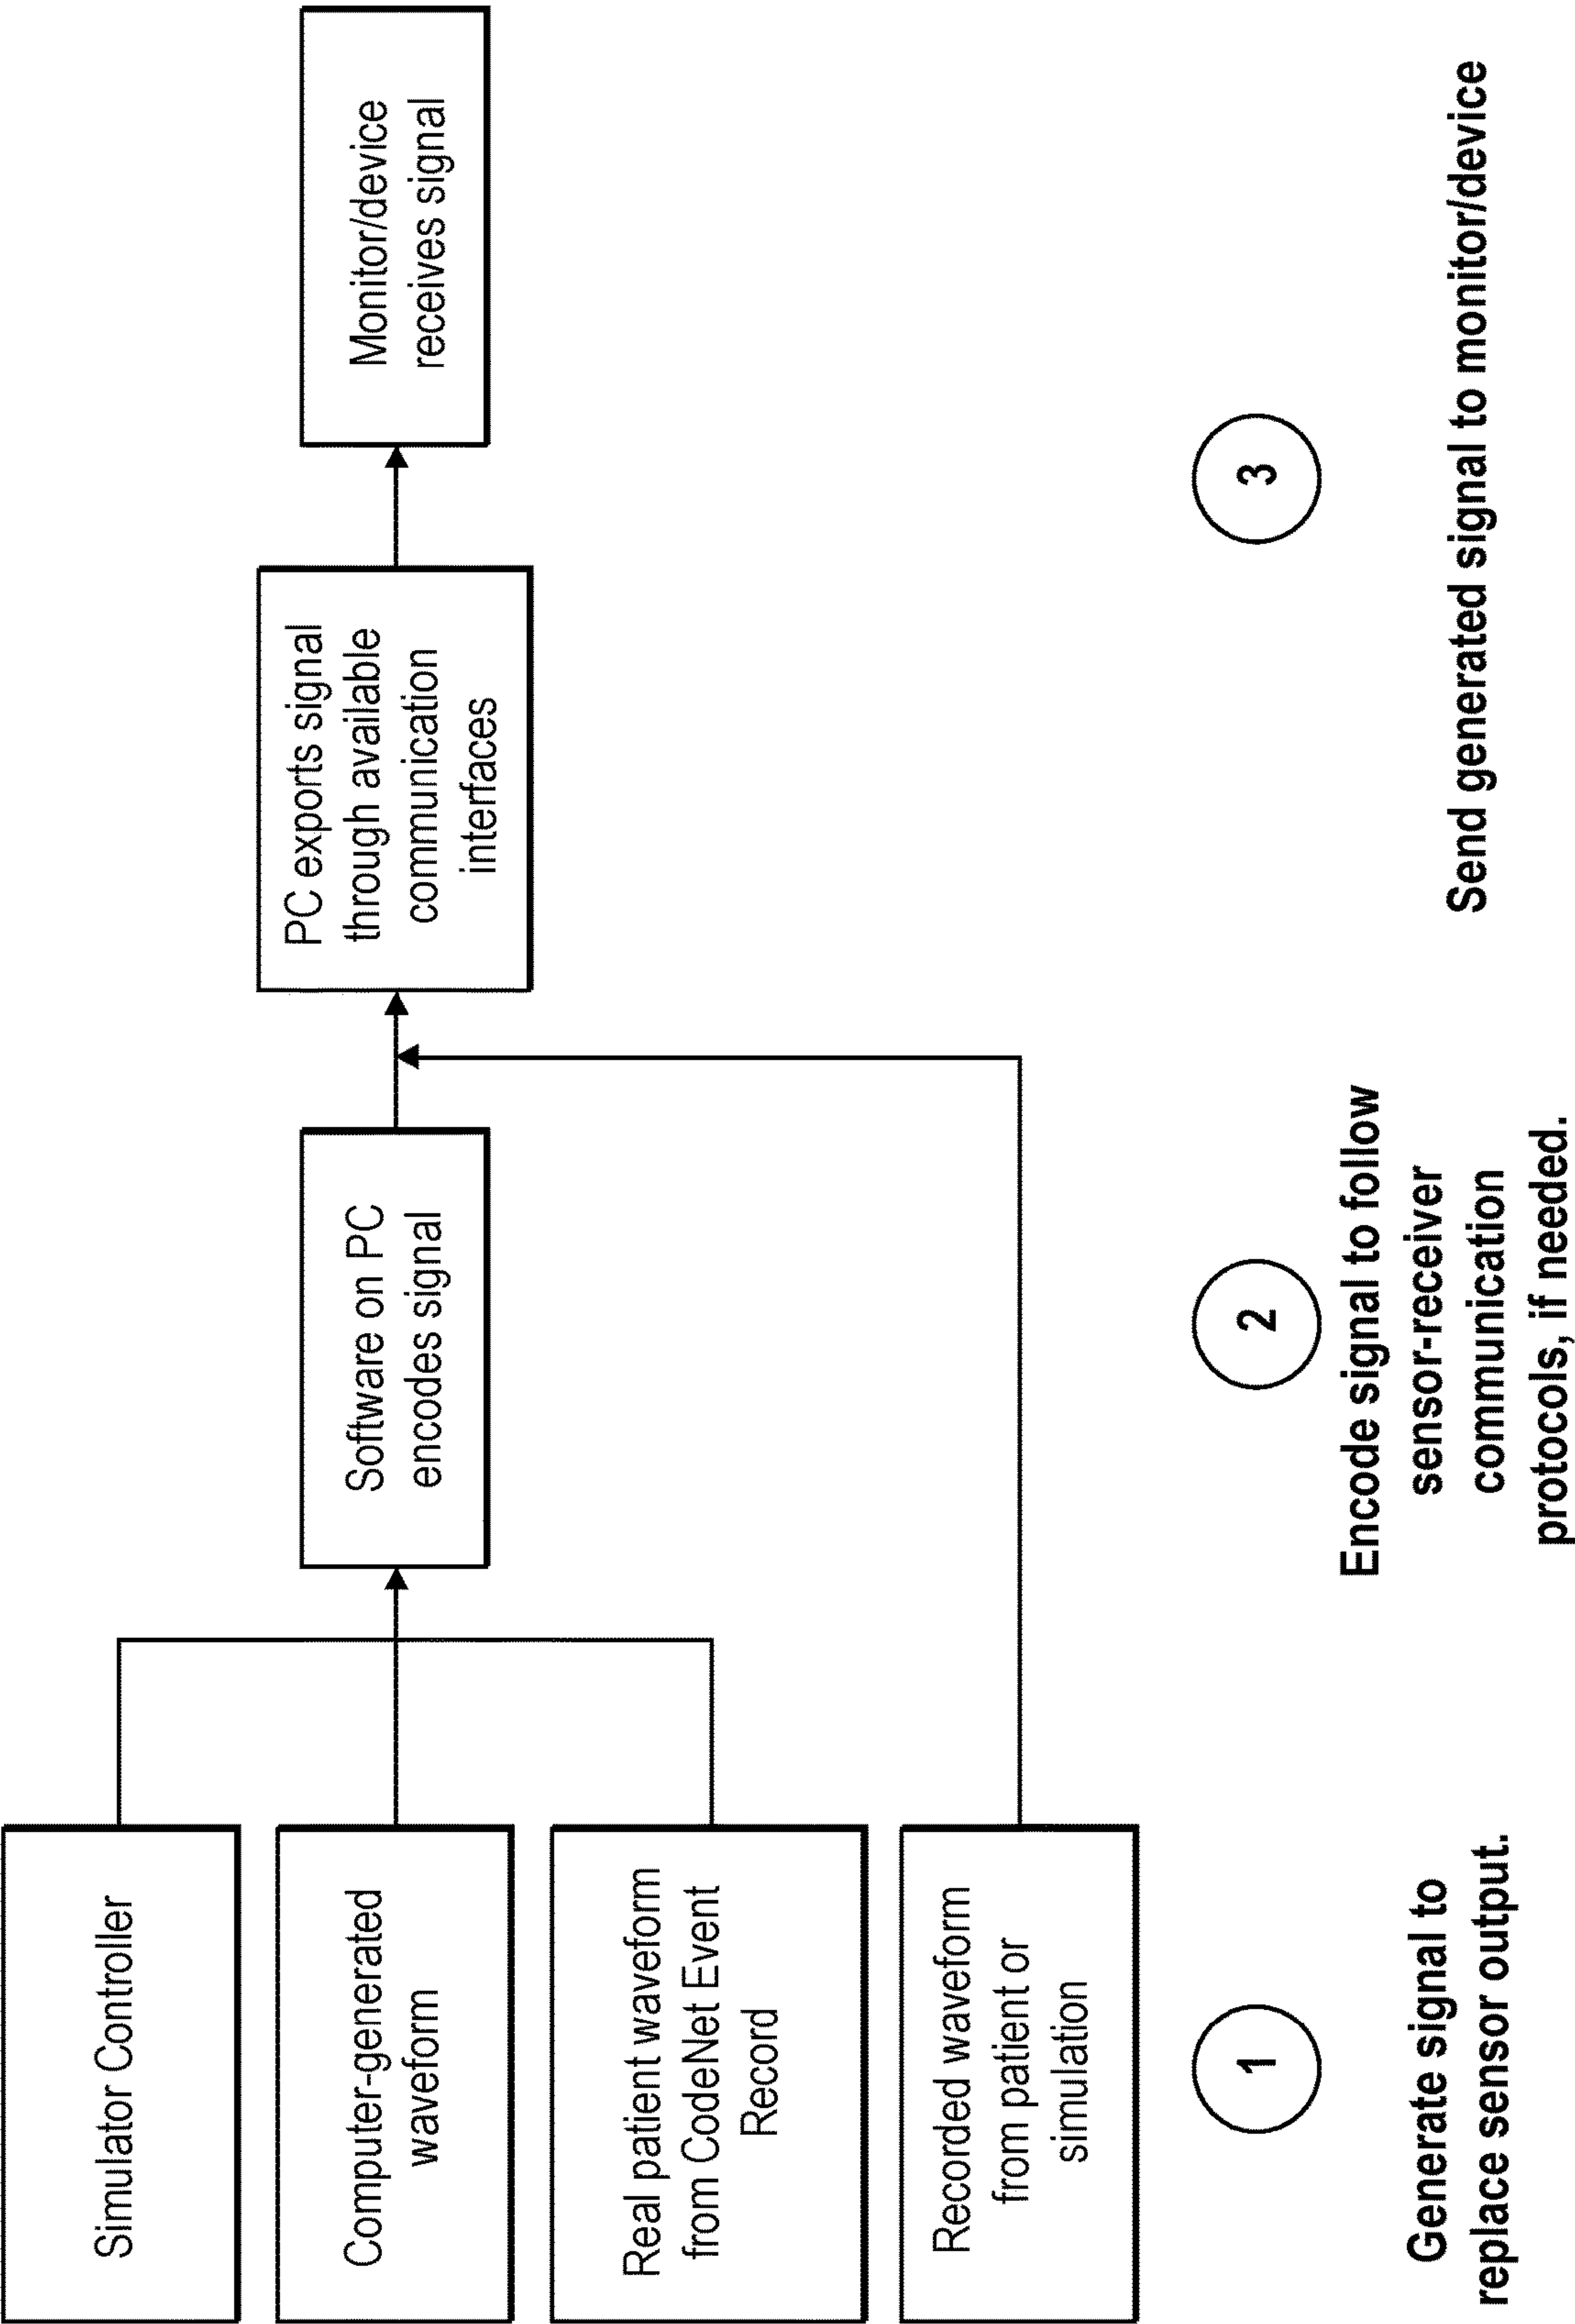 Simulator Controller
Computer-generated
waveform
Real patient waveform
from CodeNet Event
Record
Recorded waveform
from patient or
simulation
Software on PC
encodes signal
PC exports signal
through available
communication
interfaces
Monitor/device
receives signal
1
Generate signal to
replace sensor output.
2
Encode signal to follow
sensor-receiver
communication
protocols, if needed.
3
Send generated signal to monitor/device